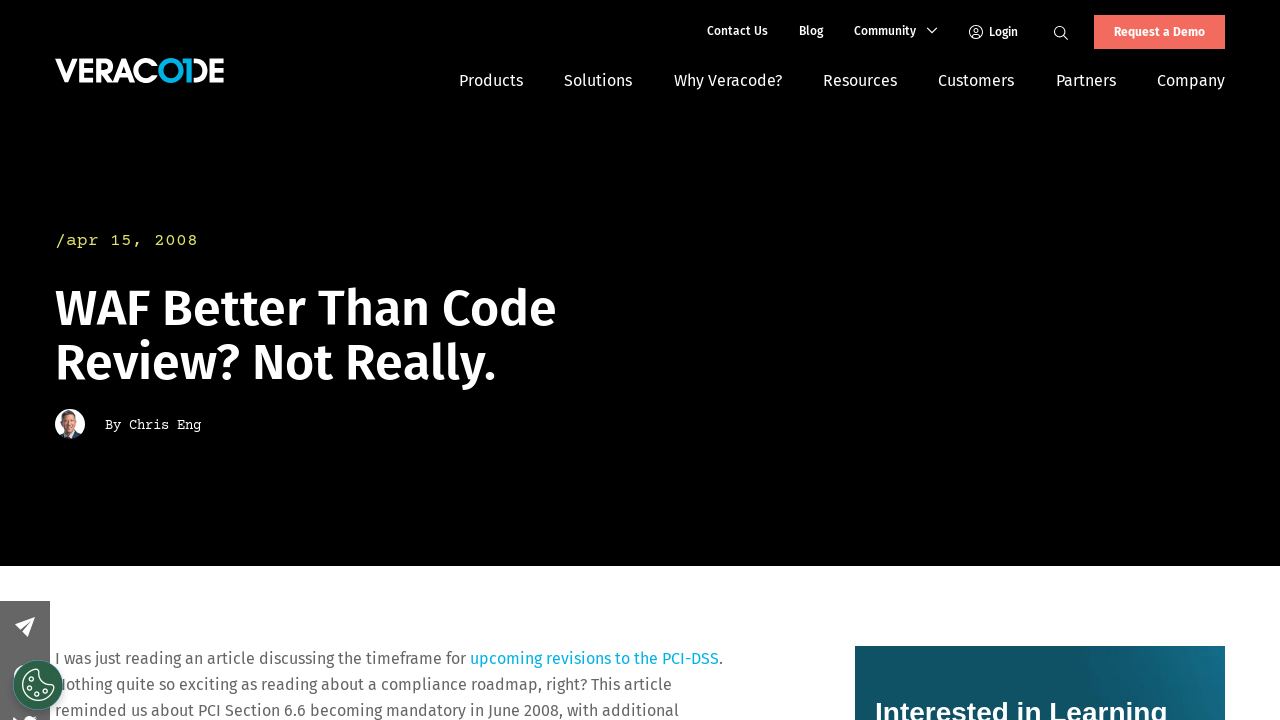 Contact Us Blog Community Login Request a Demo
VERACODE
Products Solutions Why Veracode? Resources Customers Partners Company
/apr 15, 2008
WAF Better Than Code
Review? Not Really.
By Chris Eng
I was just reading an article discussing the timeframe for upcoming revisions to the PCI-DSS.
Nothing quite so exciting as reading about a compliance roadmap, right? This article
reminded us about PCI Section 6.6 becoming mandatory in June 2008, with additional
Interested in Learning